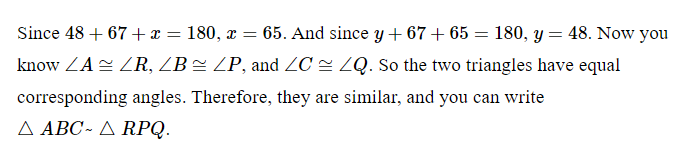 Since 48 + 67 + x = 180, x = 65. And since y + 67 + 65 = 180, y = 48. Now you
know ∠A ≅ ∠R, ∠B ≅ ∠P, and ∠C ≅ ∠Q. So the two triangles have equal
corresponding angles. Therefore, they are similar, and you can write
△ ABC~ △ RPQ.